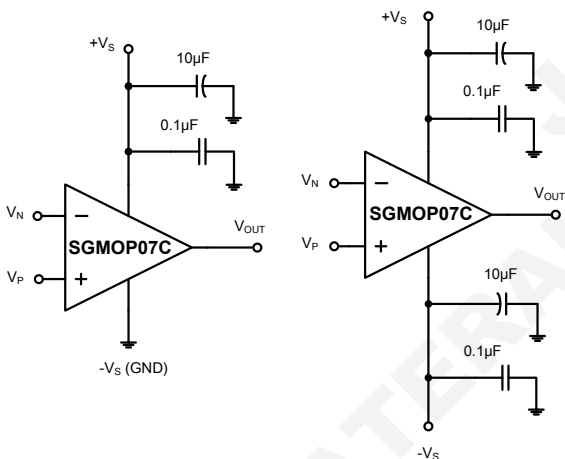 +VS
10µF
0.1µF
VN
VP
−
+
SGMOP07C
VOUT
-VS (GND)
+VS
10µF
0.1µF
VN
VP
−
+
SGMOP07C
VOUT
10µF
0.1µF
-VS